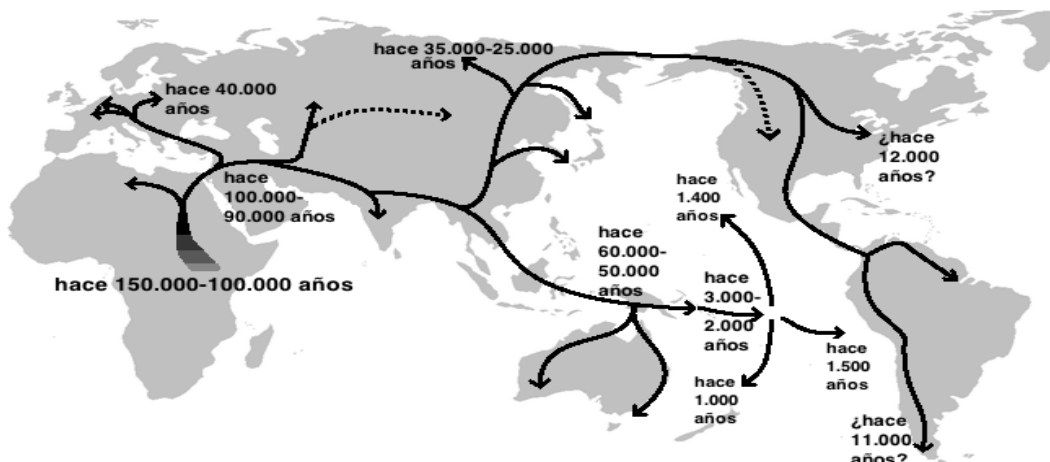 hace 35.000-25.000
años
hace 40.000
años
¿hace
12.000
años?
hace
100.000-
90.000 años
hace
1.400
años
hace
60.000-
50.000
años
hace 150.000-100.000 años
hace
3.000-
2.000
años
hace
1.500
años
hace
1.000
años
¿hace
11.000
años?